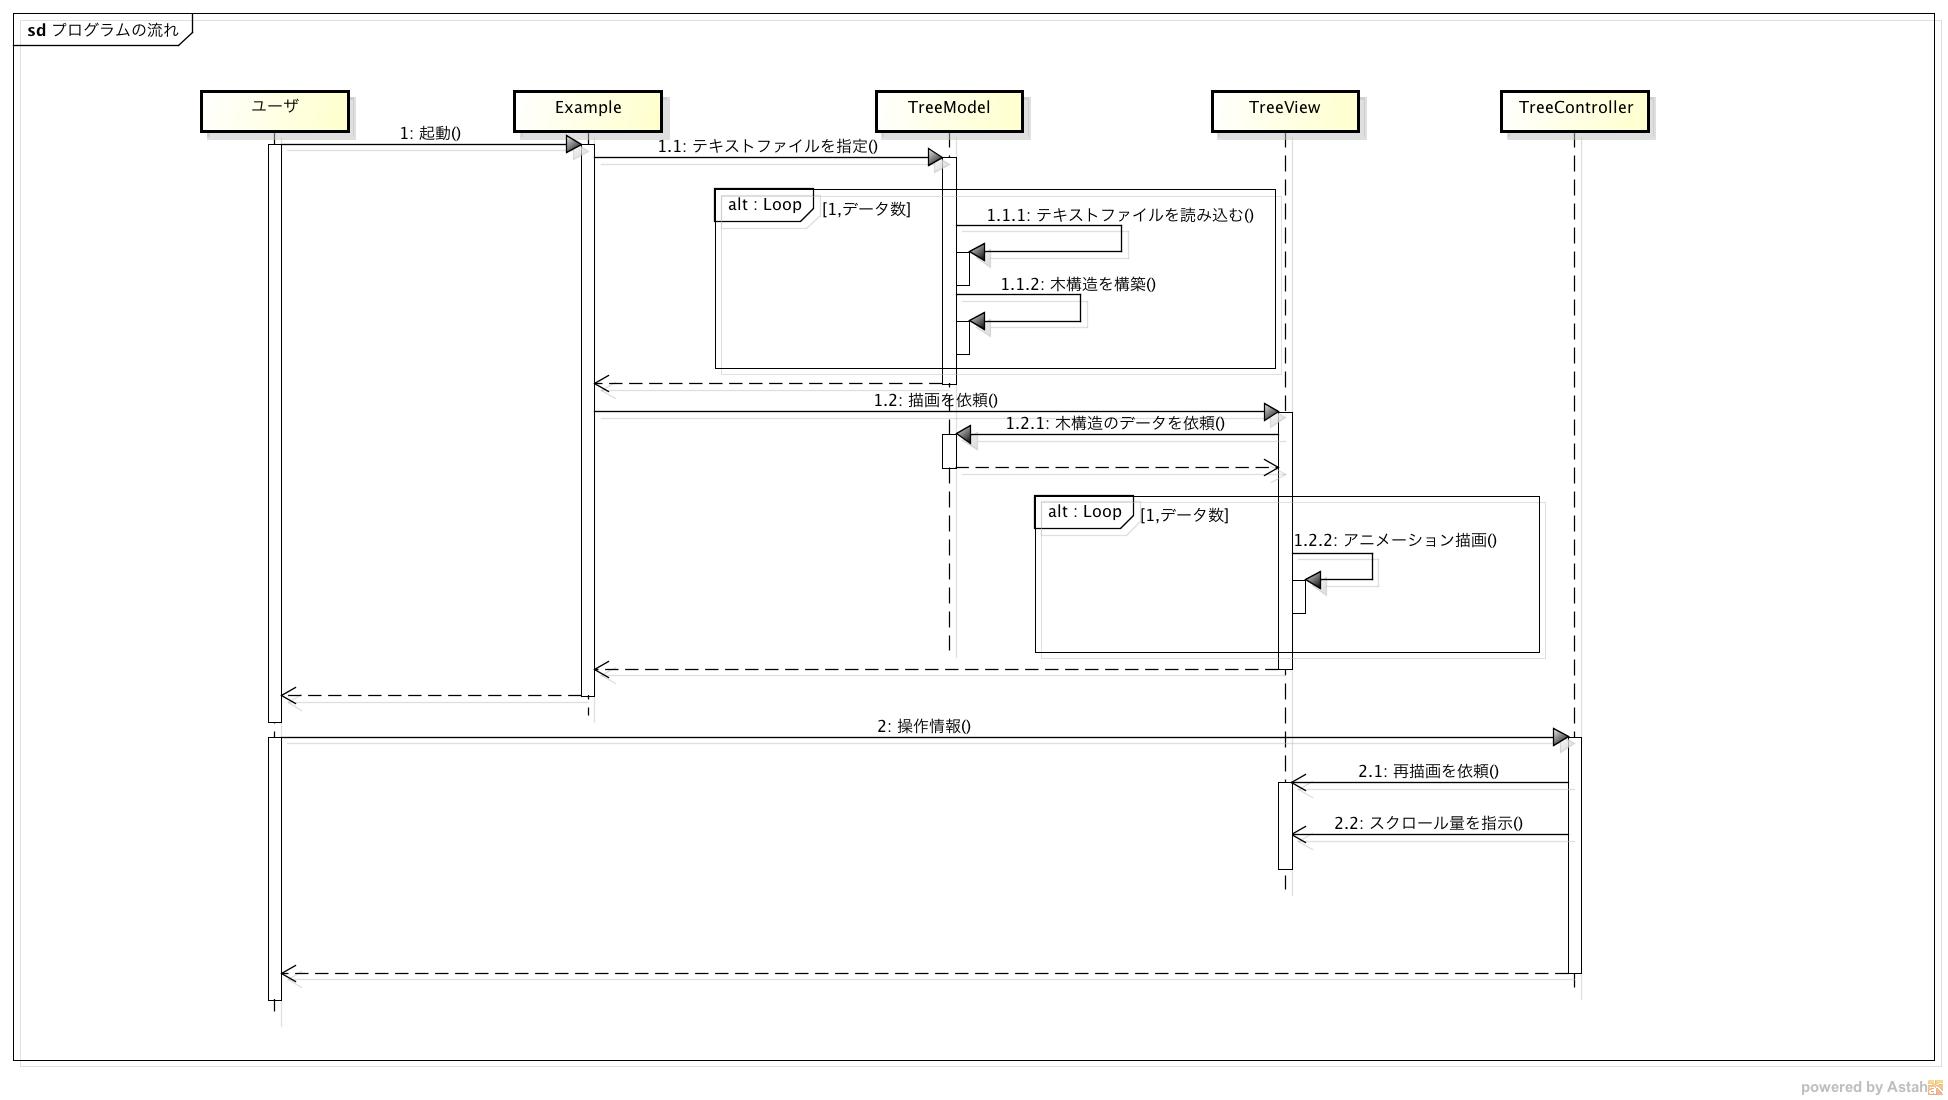 sd プログラムの流れ
ユーザ
Example
TreeModel
TreeView
TreeController
1: 起動()
1.1: テキストファイルを指定()
alt : Loop
[1,データ数]
1.1.1: テキストファイルを読み込む()
1.1.2: 木構造を構築()
1.2: 描画を依頼()
1.2.1: 木構造のデータを依頼()
alt : Loop
[1,データ数]
1.2.2: アニメーション描画()
2: 操作情報()
2.1: 再描画を依頼()
2.2: スクロール量を指示()
powered by Astah